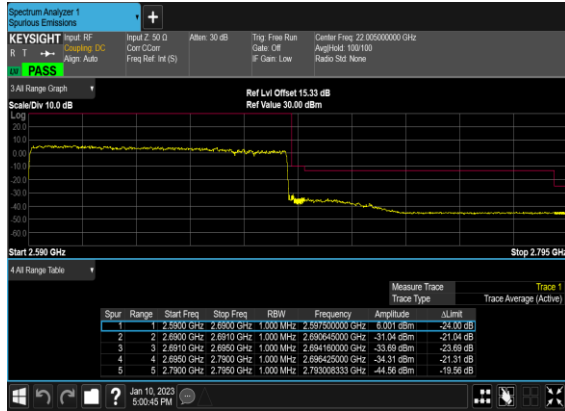 Spectrum Analyzer 1
Spurious Emissions
+
KEYSIGHT Input: RF Input Z: 50 Ω Atten: 30 dB Trig: Free Run Center Freq: 22.005000000 GHz
R T Coupling: DC Corr CCorr Gate: Off Avg|Hold: 100/100
Align: Auto Freq Ref: Int (S) IF Gain: Low Radio Std: None
PASS
3 All Range Graph
Ref Lvl Offset 15.33 dB
Scale/Div 10.0 dB Ref Value 30.00 dBm
Log
20.0
10.0
0.00
-10.0
-20.0
-30.0
-40.0
-50.0
-60.0
Start 2.590 GHz Stop 2.795 GHz
4 All Range Table
Measure Trace Trace 1
Trace Type Trace Average (Active)
Spur Range Start Freq Stop Freq RBW Frequency Amplitude ΔLimit
1 1 2.5900 GHz 2.6900 GHz 1.000 MHz 2.597500000 GHz 6.001 dBm -24.00 dB
2 2 2.6900 GHz 2.6910 GHz 1.000 MHz 2.690645000 GHz -31.04 dBm -21.04 dB
3 3 2.6910 GHz 2.6950 GHz 1.000 MHz 2.694160000 GHz -33.69 dBm -23.69 dB
4 4 2.6950 GHz 2.7900 GHz 1.000 MHz 2.696425000 GHz -34.31 dBm -21.31 dB
5 5 2.7900 GHz 2.7950 GHz 1.000 MHz 2.793008333 GHz -44.56 dBm -19.56 dB
? Jan 10, 2023
5:00:45 PM